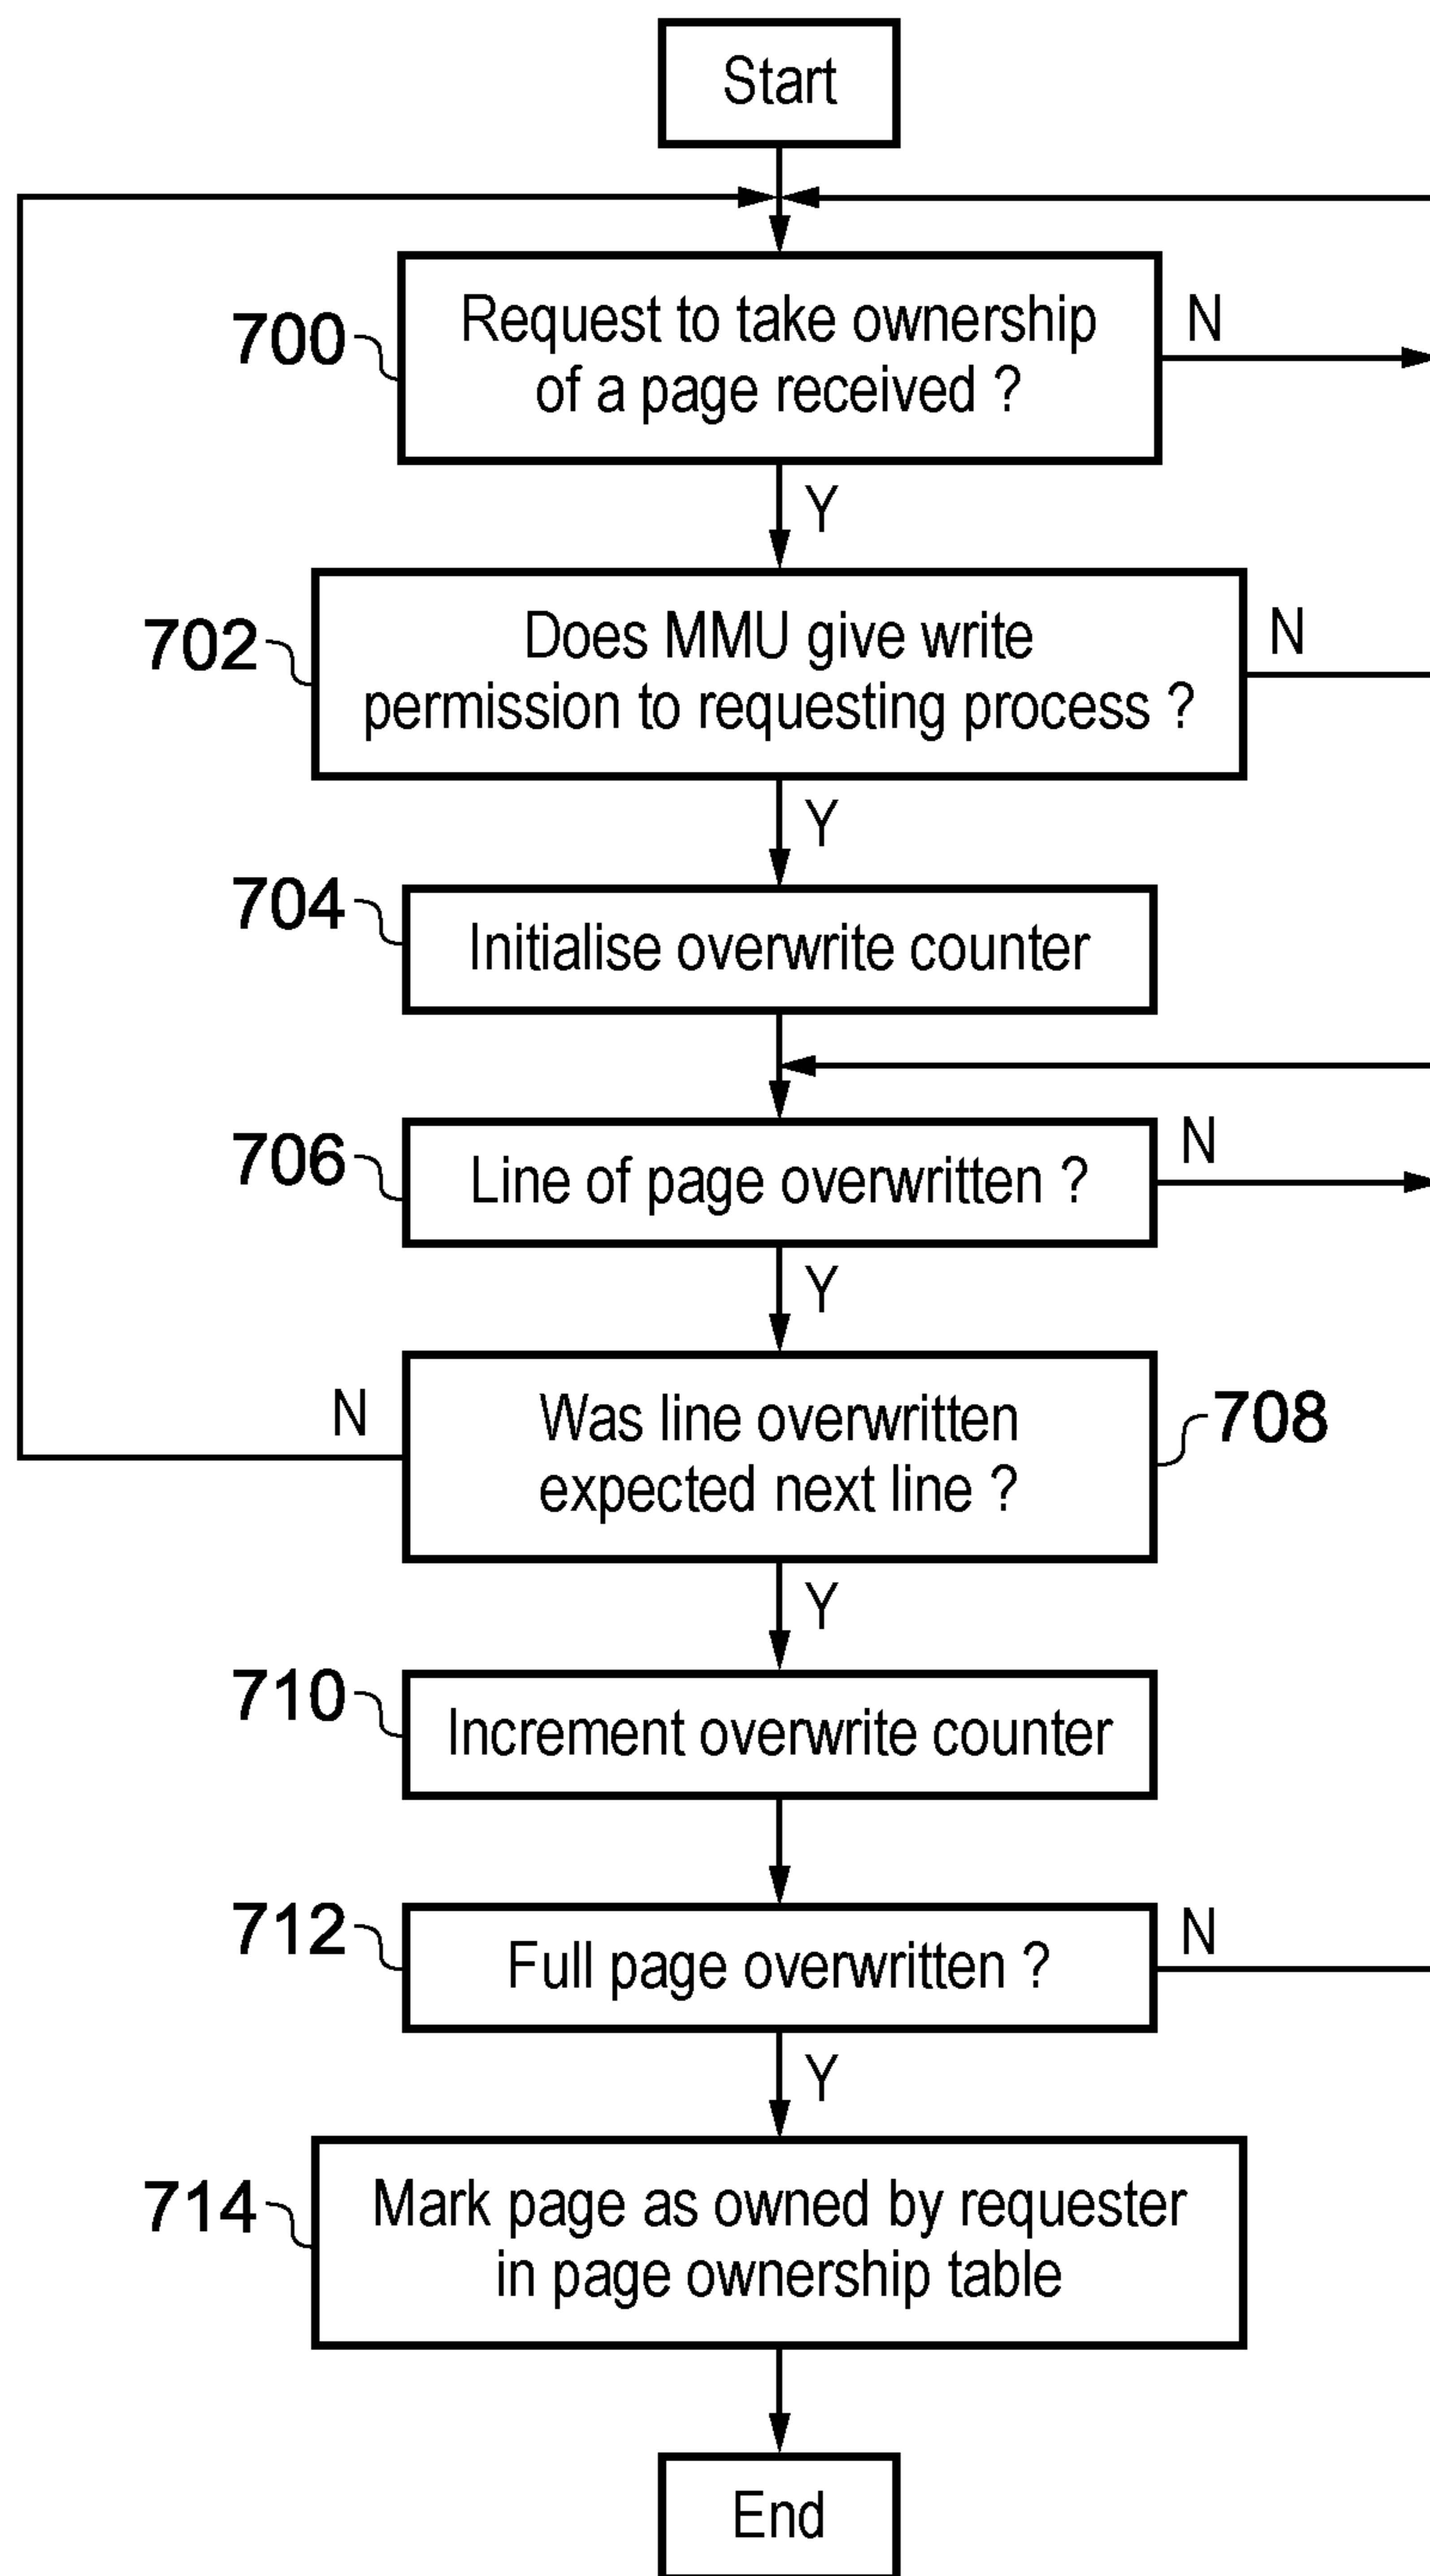 Start
700
Request to take ownership
of a page received ?
N
Y
702
Does MMU give write
permission to requesting process ?
N
Y
704
Initialise overwrite counter
706
Line of page overwritten ?
N
Y
N
Was line overwritten
expected next line ?
708
Y
710
Increment overwrite counter
712
Full page overwritten ?
N
Y
714
Mark page as owned by requester
in page ownership table
End